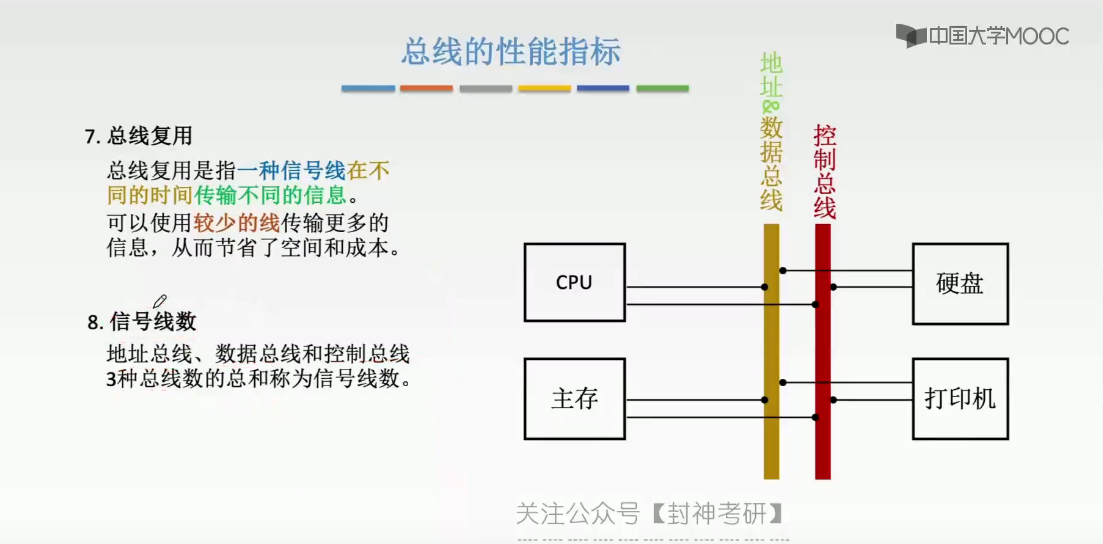 中国大学MOOC
总线的性能指标
7. 总线复用
总线复用是指一种信号线在不
同的时间传输不同的信息。
可以使用较少的线传输更多的
信息，从而节省了空间和成本。
8. 信号线数
地址总线、数据总线和控制总线
3种总线数的总和称为信号线数。
地址&数据总线
控制总线
CPU
硬盘
主存
打印机
关注公众号【封神考研】